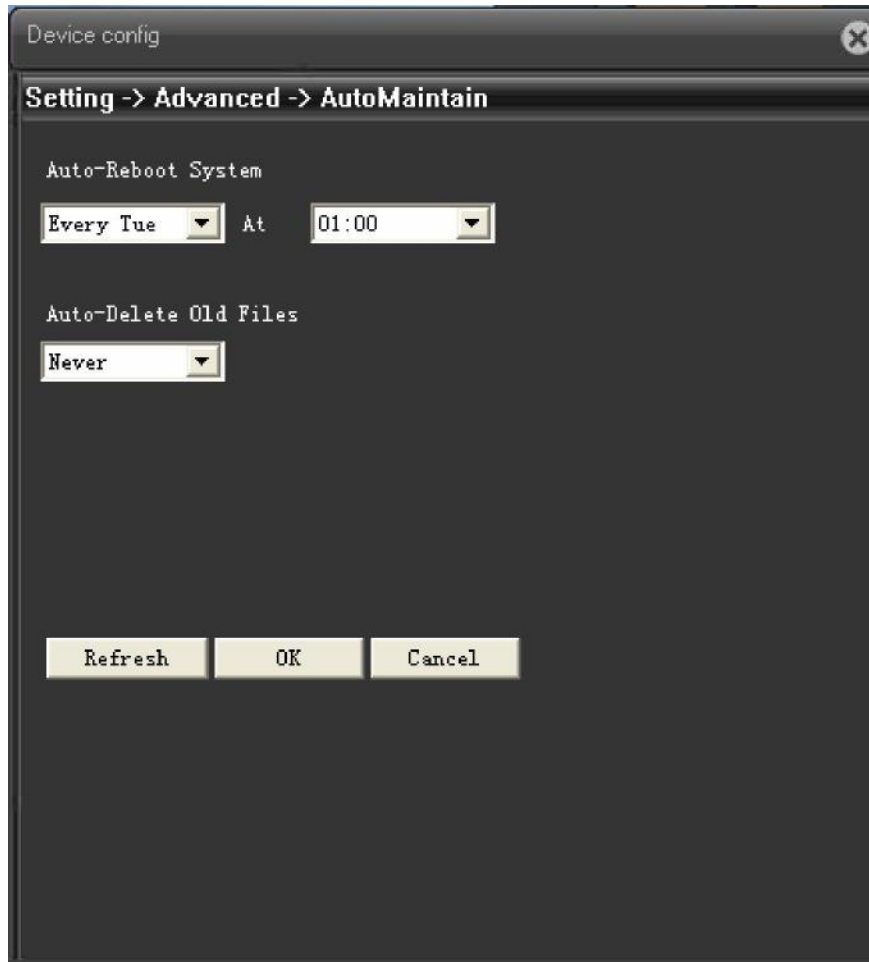 Device config
Setting -> Advanced -> AutoMaintain
Auto-Reboot System
Every Tue At 01:00
Auto-Delete Old Files
Never
Refresh OK Cancel